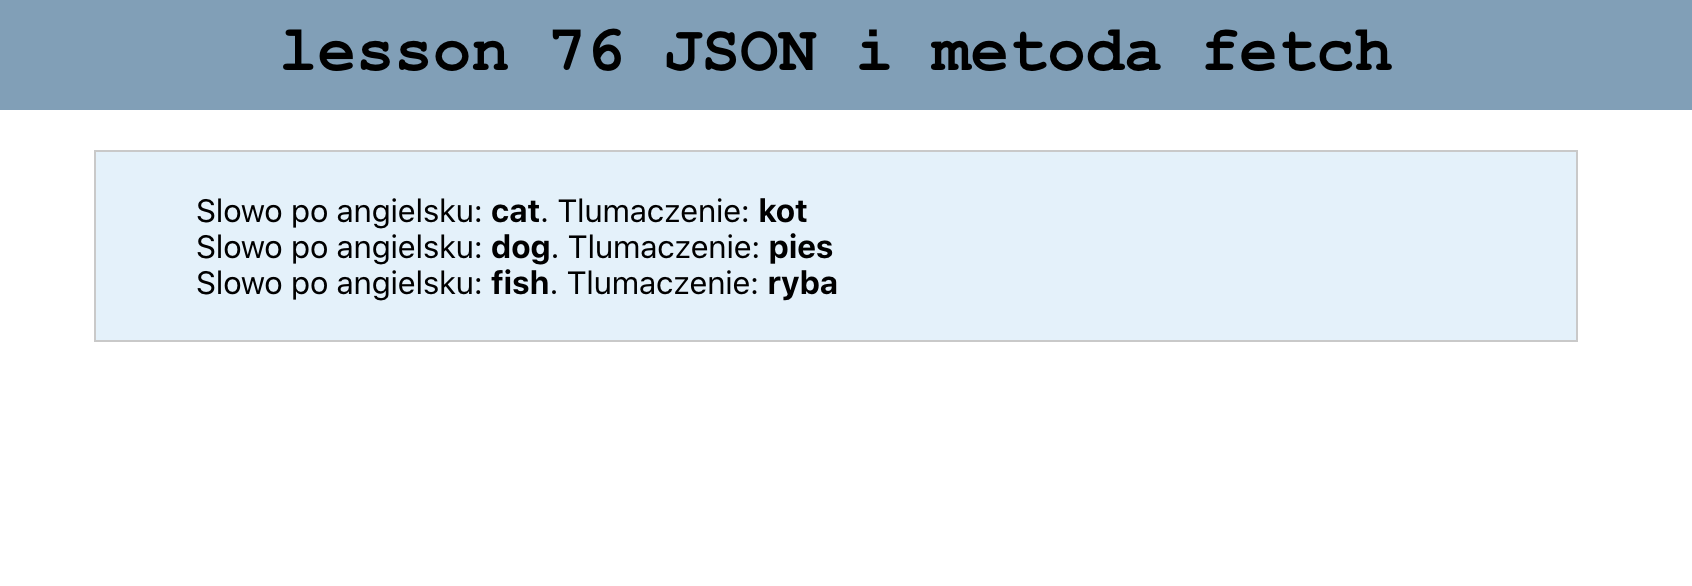 lesson 76 JSON i metoda fetch
Slowo po angielsku: cat. Tlumaczenie: kot
Slowo po angielsku: dog. Tlumaczenie: pies
Slowo po angielsku: fish. Tlumaczenie: ryba